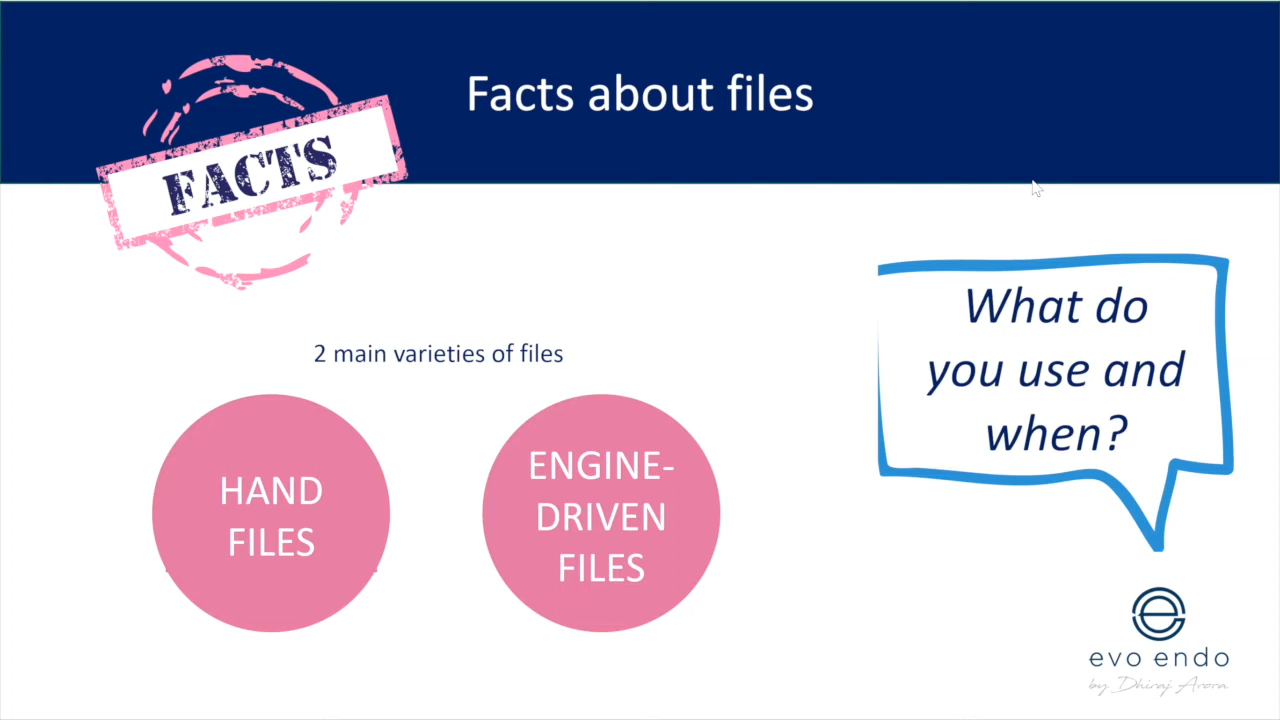 Facts about files
FACTS
2 main varieties of files
HAND
FILES
ENGINE-
DRIVEN
FILES
What do
you use and
when?
e
evo endo
by Dhiraj Arora